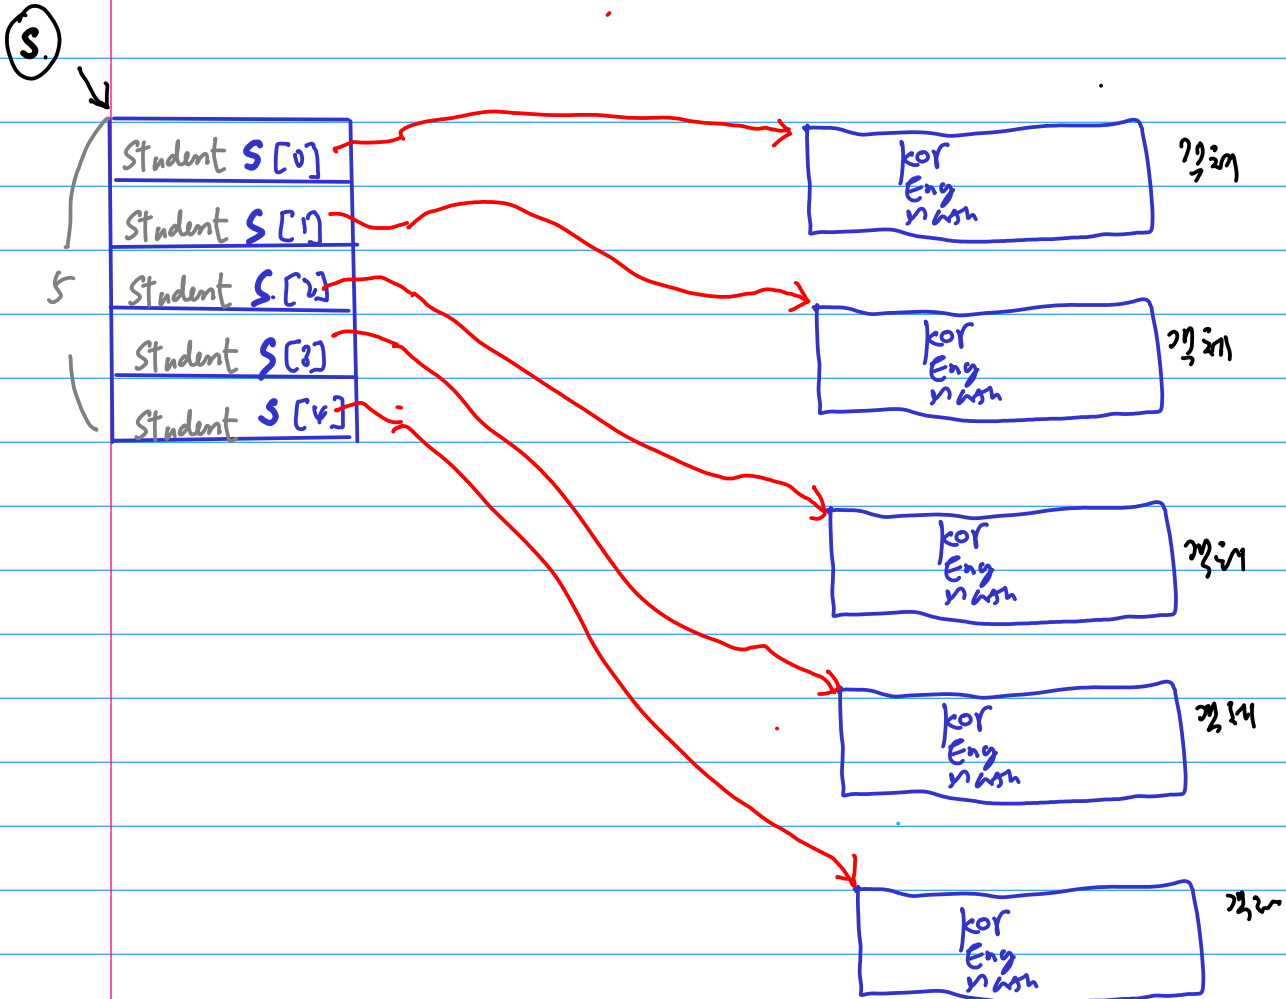 S.
Student S[0]
Student S[1]
Student S.[2]
Student S[3]
Student S[4]
5
kor
Eng
math
kor
Eng
math
kor
Eng
math
kor
Eng
math
kor
Eng
math